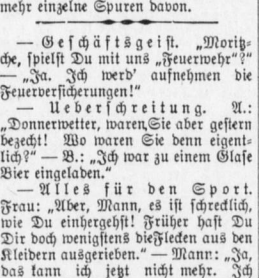 mehr einzelne Spuren davon.
— Geschäftsgeist. „Moritz-
che, spielst Du mit uns „Feuerwehr“?“
— „Ja. Ich werd’ aufnehmen die
Feuerversicherungen!“
— Ueberschreitung. A.:
„Donnerwetter, waren Sie aber gestern
bezecht! Wo waren Sie denn eigent-
lich?“ — B.: „Ich war zu einem Glase
Bier eingeladen.“
— Alles für den Sport.
Frau: „Aber, Mann, es ist schrecklich,
wie Du einhergehst! Früher hast Du
Dir doch wenigstens dieFlecken aus den
Kleidern ausgerieben.“ — Mann: „Ja,
das kann ich jetzt nicht mehr. Ich